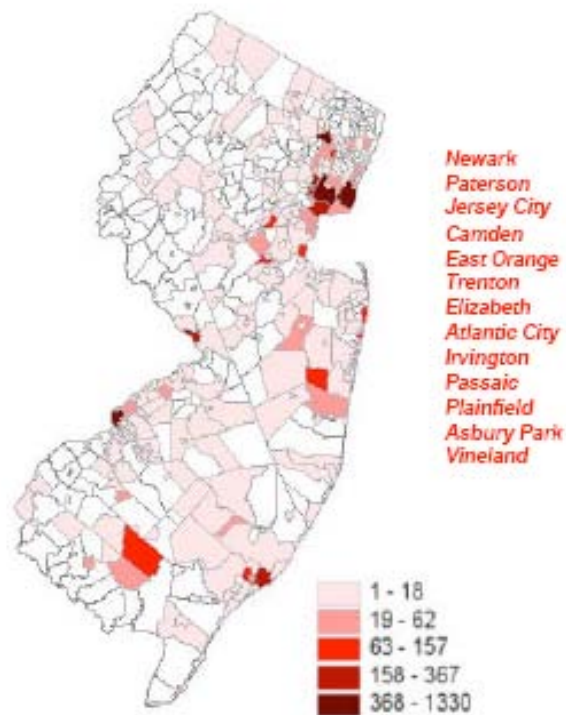 Newark
Paterson
Jersey City
Camden
East Orange
Trenton
Elizabeth
Atlantic City
Irvington
Passaic
Plainfield
Asbury Park
Vineland
1 - 18
19 - 62
63 - 157
158 - 367
368 - 1330